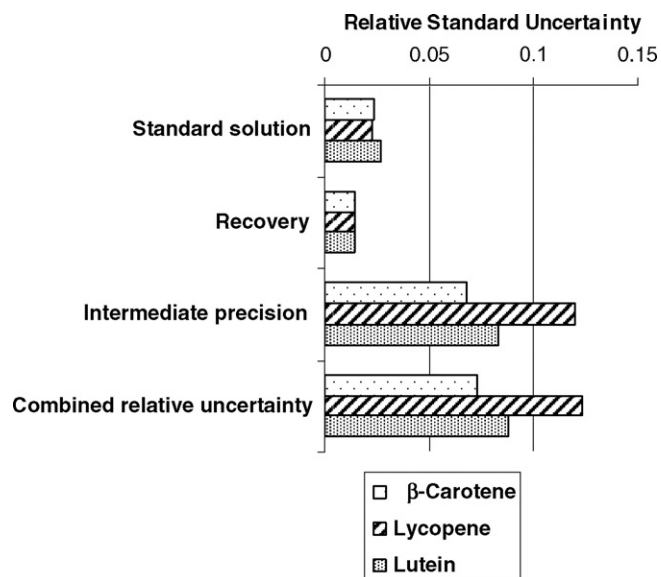 Relative Standard Uncertainty
0 0.05 0.1 0.15
Standard solution
Recovery
Intermediate precision
Combined relative uncertainty
β-Carotene
Lycopene
Lutein